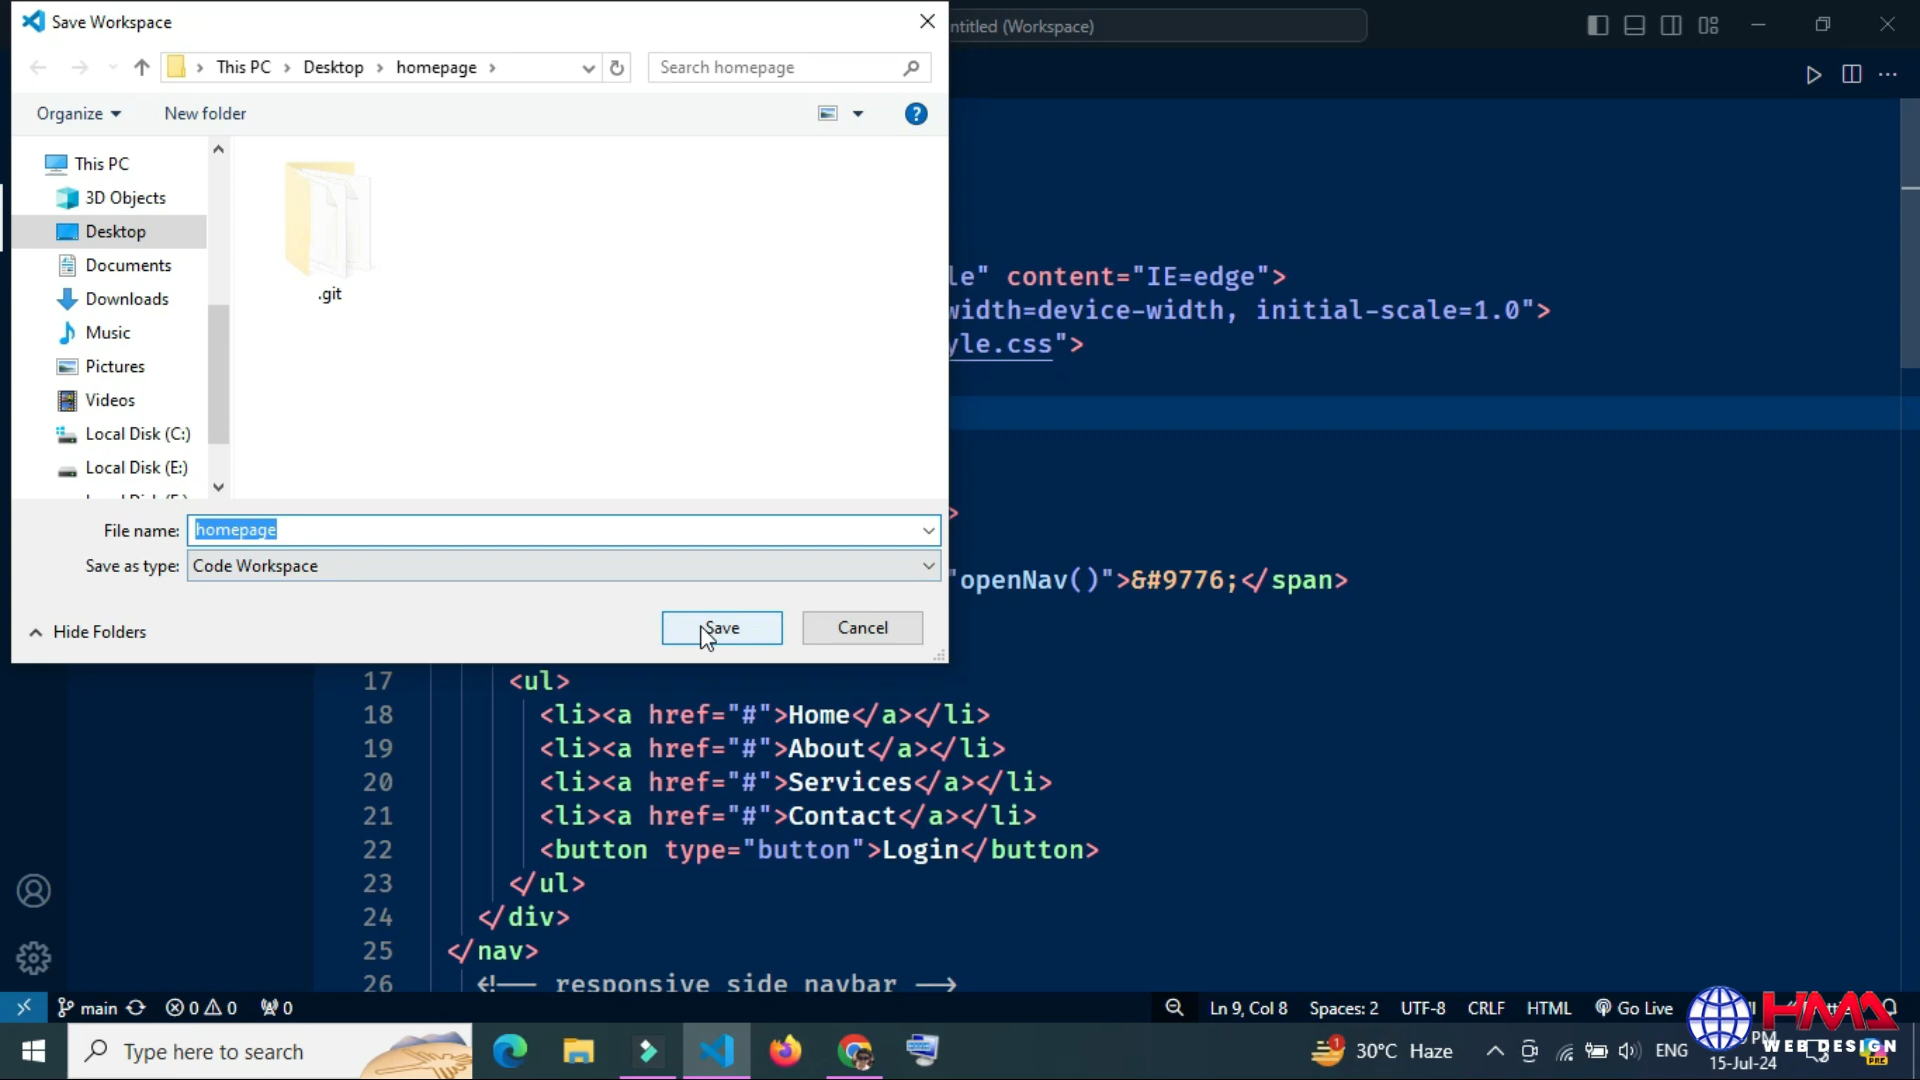 Save Workspace
ntitled (Workspace)
This PC > Desktop > homepage >
Search homepage
Organize
New folder
?
This PC
3D Objects
Desktop
Documents
Downloads
Music
Pictures
Videos
Local Disk (C:)
Local Disk (E:)
.git
File name: homepage
Save as type: Code Workspace
Hide Folders
Save
Cancel
le" content="IE=edge">
width=device-width, initial-scale=1.0">
yle.css">
>
"openNav()">&#9776;</span>
17 <ul>
18 <li><a href="#">Home</a></li>
19 <li><a href="#">About</a></li>
20 <li><a href="#">Services</a></li>
21 <li><a href="#">Contact</a></li>
22 <button type="button">Login</button>
23 </ul>
24 </div>
25 </nav>
26 <!-- responsive side navbar -->
main 0 0 0
Ln 9, Col 8 Spaces: 2 UTF-8 CRLF HTML Go Live
Type here to search
1 30°C Haze
ENG
PM
15-Jul-24
PRE
HMS
WEB DESIGN